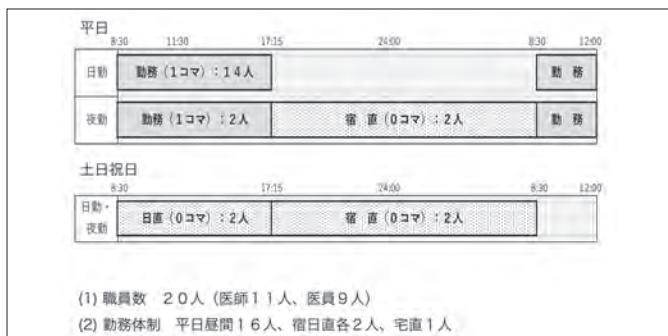 平日
8:30 11:30 17:15 24:00 8:30 12:00
日勤 勤務(1コマ):14人 勤 務
夜勤 勤務(1コマ):2人 宿 直(0コマ):2人 勤 務
土日祝日
8:30 17:15 24:00 8:30 12:00
日勤・夜勤 日直(0コマ):2人 宿 直(0コマ):2人
(1) 職員数 20人(医師11人、医員9人)
(2) 勤務体制 平日昼間16人、宿日直各2人、宅直1人